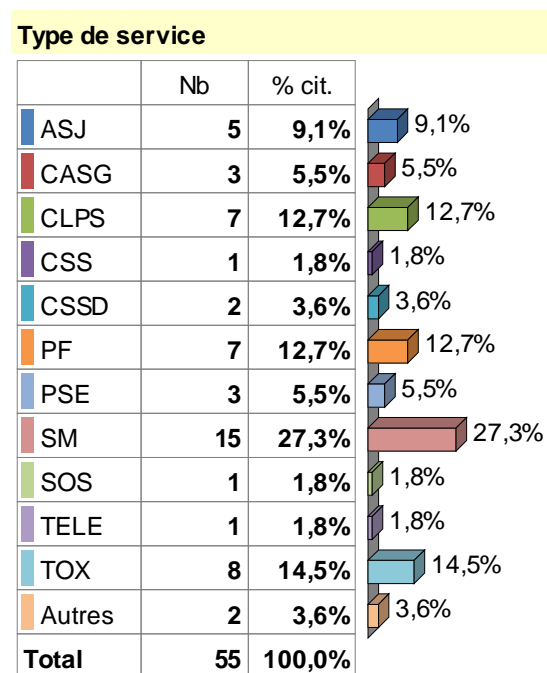 Type de service
Nb % cit.
ASJ 5 9,1% 9,1%
CASG 3 5,5% 5,5%
CLPS 7 12,7% 12,7%
CSS 1 1,8% 1,8%
CSSD 2 3,6% 3,6%
PF 7 12,7% 12,7%
PSE 3 5,5% 5,5%
SM 15 27,3% 27,3%
SOS 1 1,8% 1,8%
TELE 1 1,8% 1,8%
TOX 8 14,5% 14,5%
Autres 2 3,6% 3,6%
Total 55 100,0%